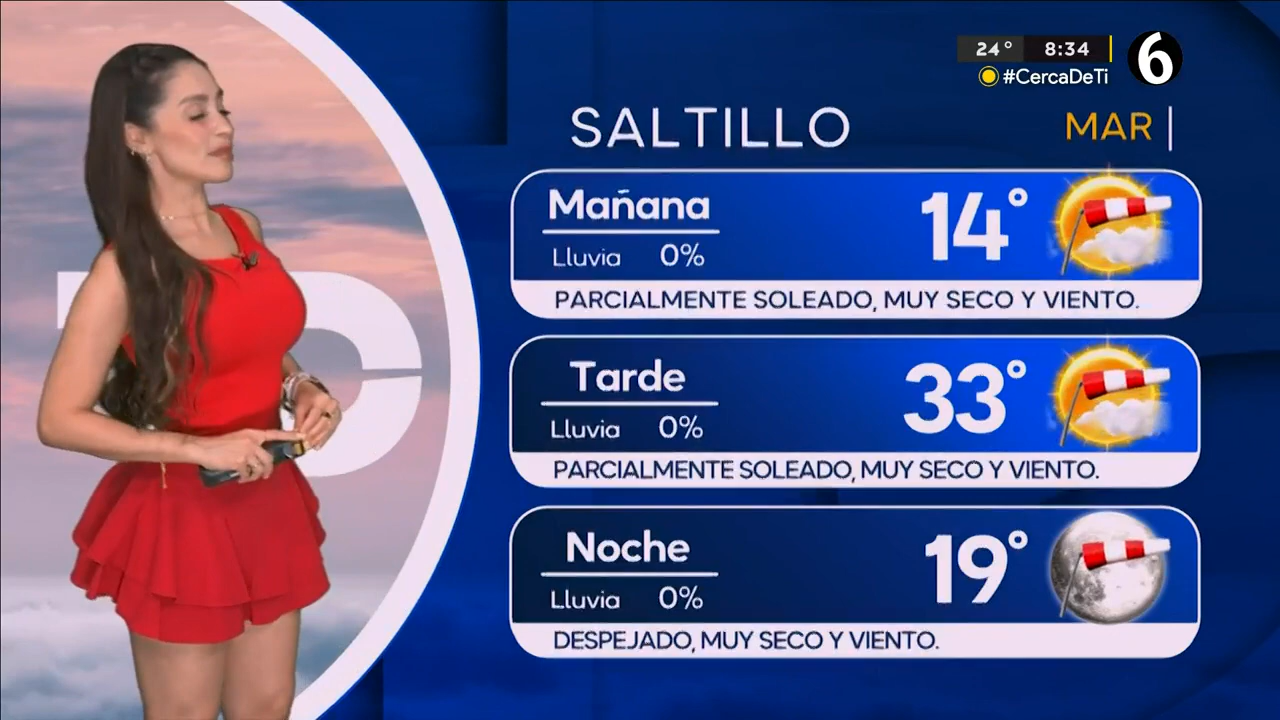 24° 8:34
6
#CercaDeTi
SALTILLO
MAR
Mañana
14°
Lluvia 0%
PARCIALMENTE SOLEADO, MUY SECO Y VIENTO.
Tarde
33°
Lluvia 0%
PARCIALMENTE SOLEADO, MUY SECO Y VIENTO.
Noche
19°
Lluvia 0%
DESPEJADO, MUY SECO Y VIENTO.